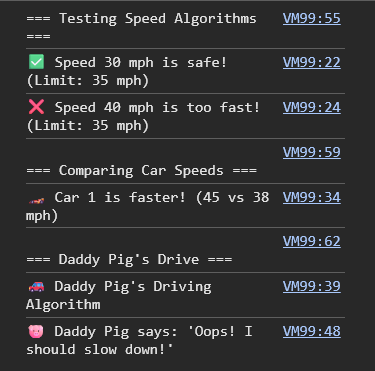 === Testing Speed Algorithms VM99:55
===
✅ Speed 30 mph is safe! VM99:22
(Limit: 35 mph)
❌ Speed 40 mph is too fast! VM99:24
(Limit: 35 mph)
VM99:59
=== Comparing Car Speeds ===
🏎️ Car 1 is faster! (45 vs 38 VM99:34
mph)
VM99:62
=== Daddy Pig's Drive ===
🚗 Daddy Pig's Driving VM99:39
Algorithm
🐷 Daddy Pig says: 'Oops! I VM99:48
should slow down!'